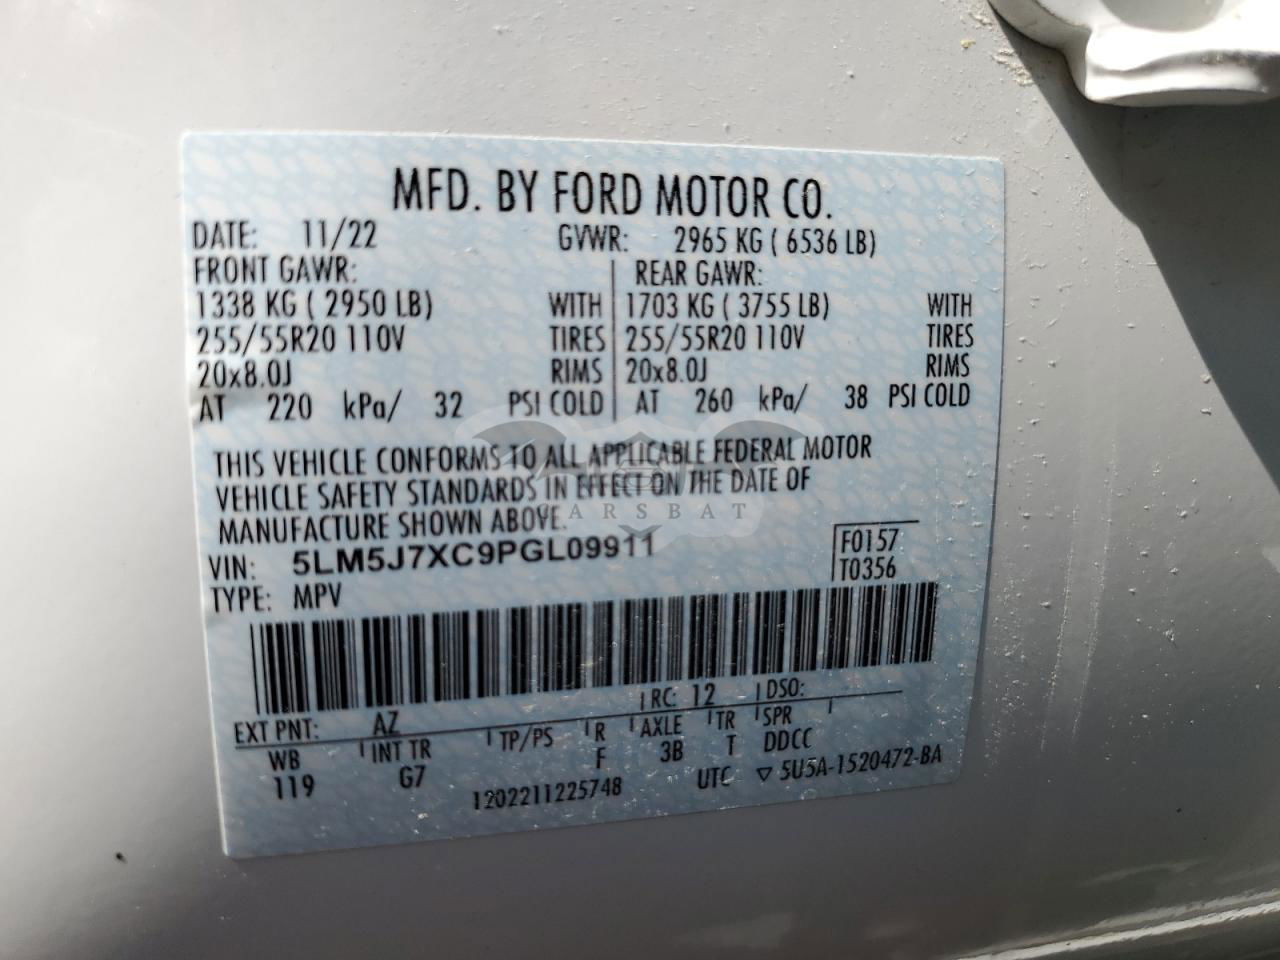 MFD. BY FORD MOTOR CO.
DATE: 11/22 GVWR: 2965 KG ( 6536 LB)
FRONT GAWR: REAR GAWR:
1338 KG ( 2950 LB) WITH 1703 KG ( 3755 LB) WITH
255/55R20 110V TIRES 255/55R20 110V TIRES
20x8.0J RIMS 20x8.0J RIMS
AT 220 kPa/ 32 PSI COLD AT 260 kPa/ 38 PSI COLD
THIS VEHICLE CONFORMS TO ALL APPLICABLE FEDERAL MOTOR
VEHICLE SAFETY STANDARDS IN EFFECT ON THE DATE OF
MANUFACTURE SHOWN ABOVE.
CARSBAT
VIN: 5LM5J7XC9PGL09911 F0157
TYPE: MPV T0356
RC: 12 DSO:
EXT PNT: AZ
WB INT TR TP/PS R AXLE TR SPR
119 G7 F 3B T DDCC
1202211225748 UTC ▽ 5U5A-1520472-BA